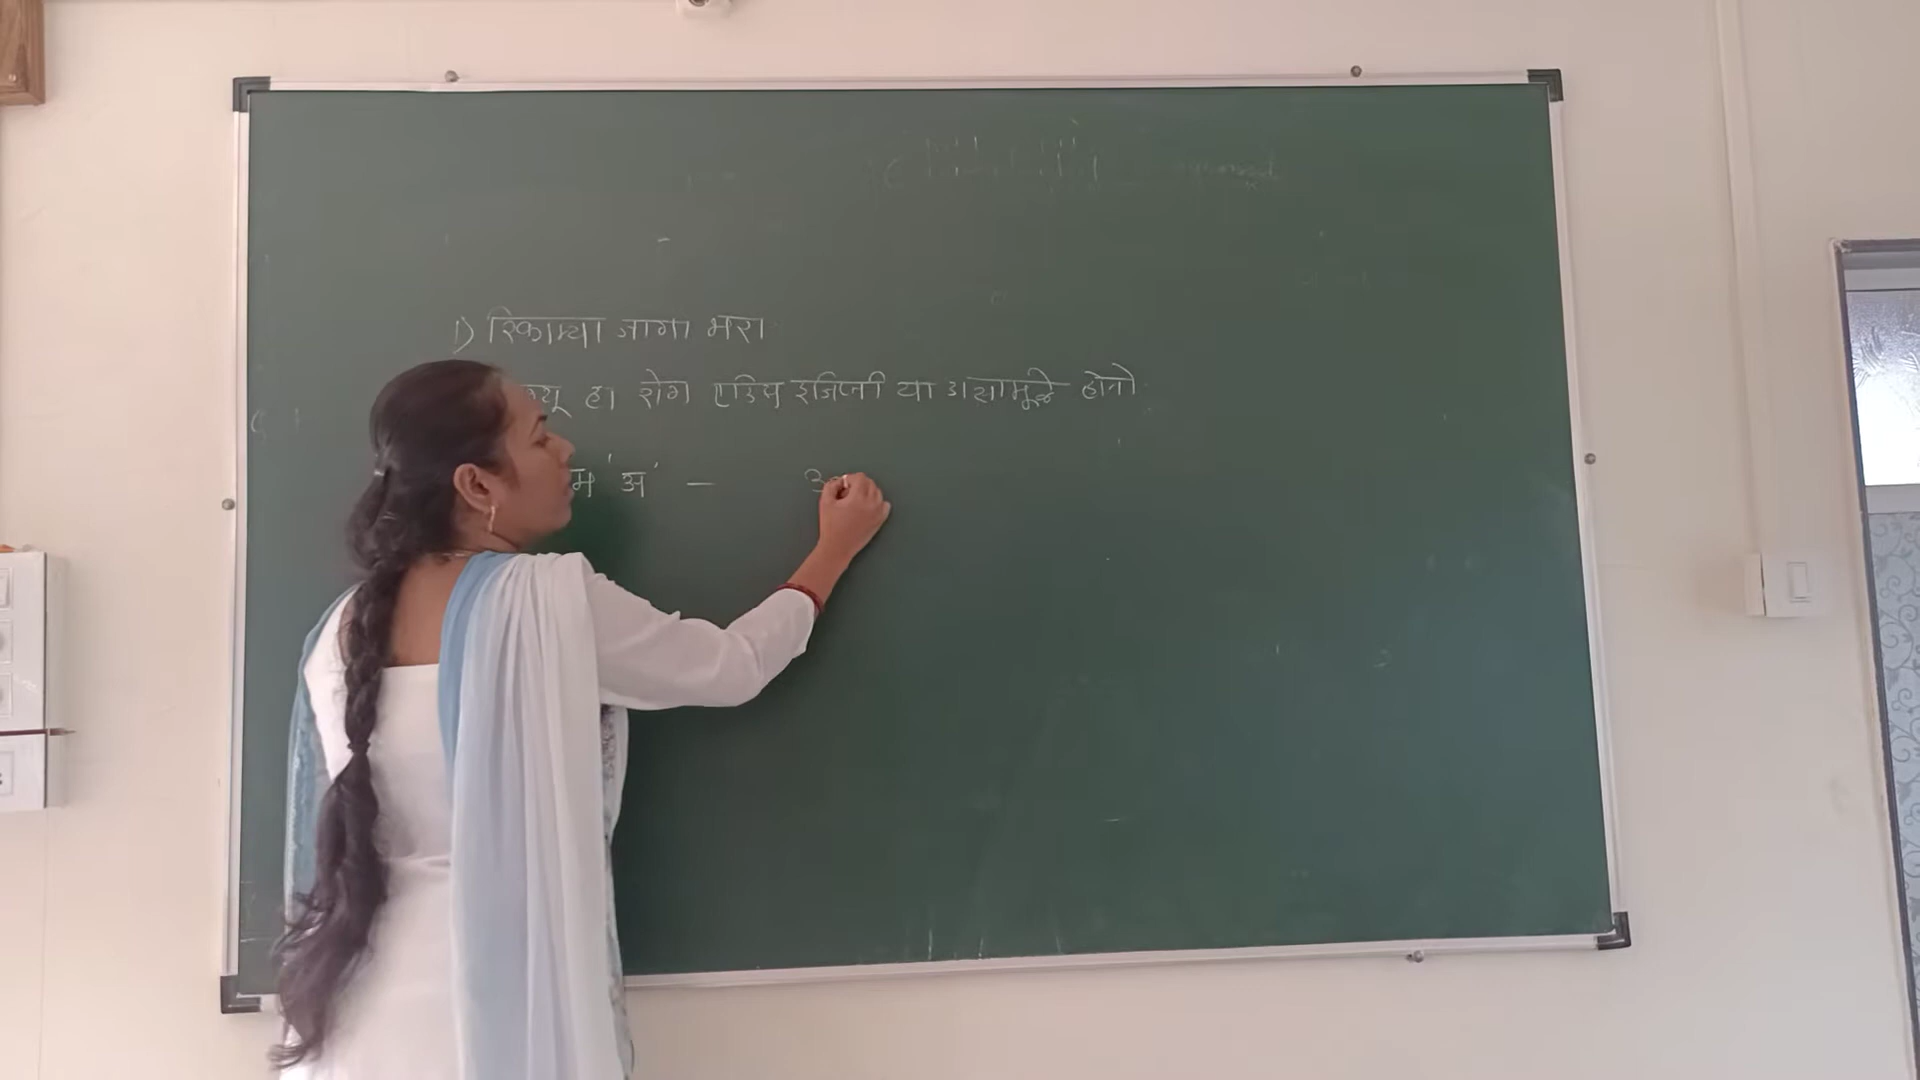 1) रिकाम्या जागा भरा
हा रोग एडिस इजिप्ती या डासामूळे होतो
अं –